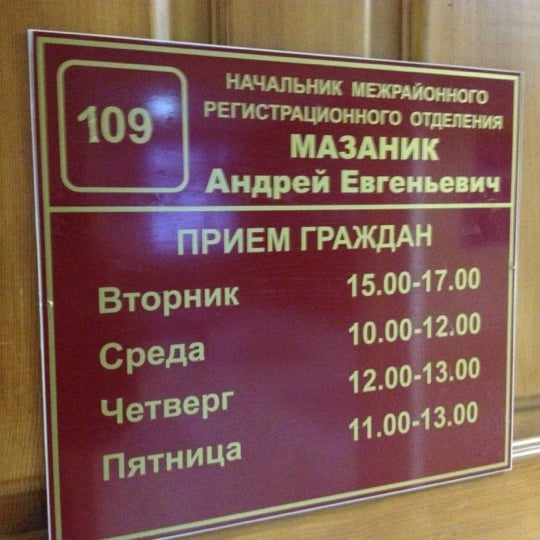 109
НАЧАЛЬНИК МЕЖРАЙОННОГО
РЕГИСТРАЦИОННОГО ОТДЕЛЕНИЯ
МАЗАНИК
Андрей Евгеньевич
ПРИЕМ ГРАЖДАН
Вторник 15.00-17.00
Среда 10.00-12.00
Четверг 12.00-13.00
Пятница 11.00-13.00